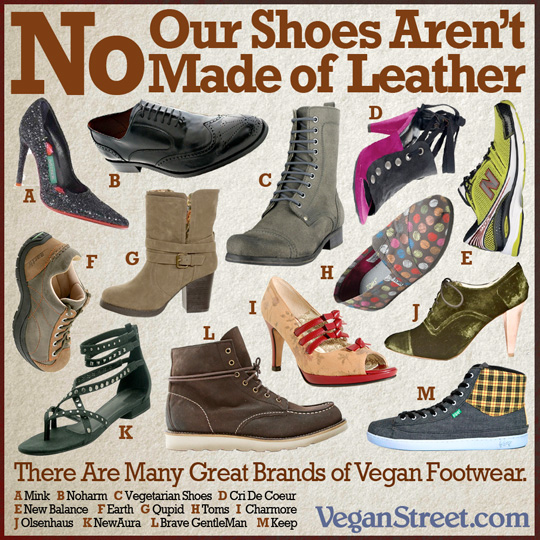 No Our Shoes Aren't
Made of Leather
A
B
C
D
E
F
G
H
I
J
K
L
M
N
There Are Many Great Brands of Vegan Footwear.
A Mink B Noharm C Vegetarian Shoes D Cri De Coeur
E New Balance F Earth G Qupid H Toms I Charmore
J Olsenhaus K NewAura L Brave GentleMan M Keep
VeganStreet.com